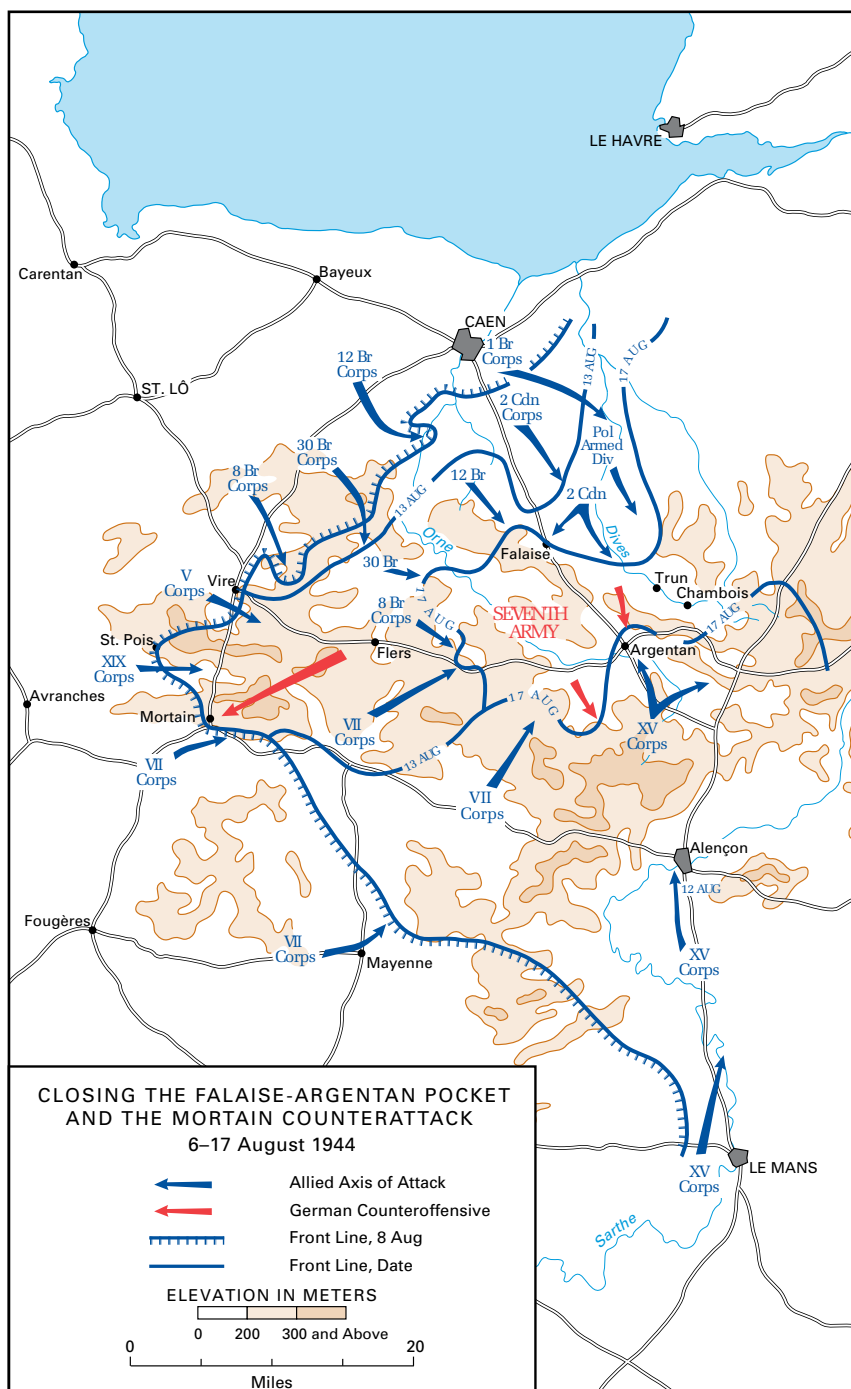 LE HAVRE
Carentan
Bayeux
CAEN
1 Br
Corps
12 Br
Corps
13 AUG
17 AUG
ST. LÔ
2 Cdn
Corps
30 Br
Corps
Pol
Armed
Div
8 Br
Corps
12 Br
13 AUG
2 Cdn
Orne
Dives
Falaise
30 Br
Vire
V
Corps
17 AUG
Trun
Chambois
8 Br
Corps
SEVENTH
ARMY
17 AUG
St. Pois
Flers
Argentan
XIX
Corps
Avranches
Mortain
17 AUG
VII
Corps
XV
Corps
VII
Corps
13 AUG
VII
Corps
Alençon
12 AUG
Fougères
VII
Corps
Mayenne
XV
Corps
XV
Corps
LE MANS
Sarthe
CLOSING THE FALAISE-ARGENTAN POCKET
AND THE MORTAIN COUNTERATTACK
6–17 August 1944
Allied Axis of Attack
German Counteroffensive
Front Line, 8 Aug
Front Line, Date
ELEVATION IN METERS
0 200 300 and Above
0 20
Miles